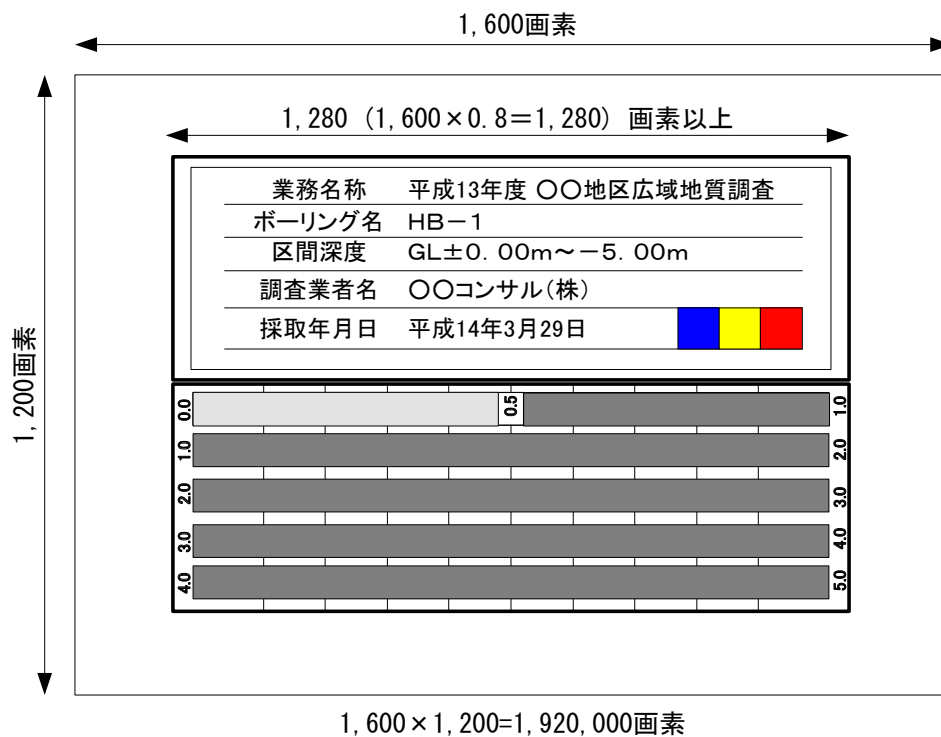 1,600画素
1,200画素
1,280 (1,600×0.8=1,280) 画素以上
業務名称 平成13年度 〇〇地区広域地質調査
ボーリング名 HB-1
区間深度 GL±0.00m~-5.00m
調査業者名 〇〇コンサル(株)
採取年月日 平成14年3月29日
0.0 0.5 1.0
1.0 2.0
2.0 3.0
3.0 4.0
4.0 5.0
1,600×1,200=1,920,000画素